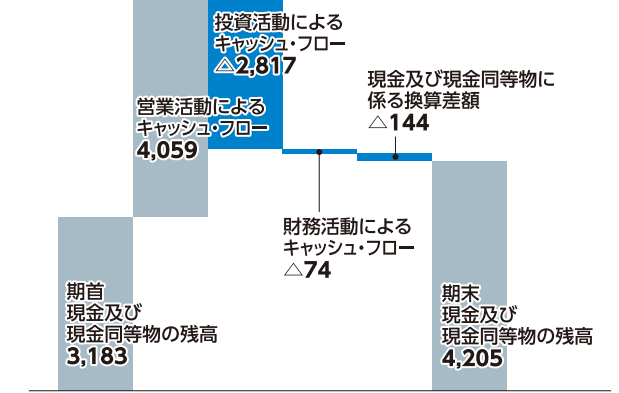 投資活動による
キャッシュ・フロー
△2,817
現金及び現金同等物に
係る換算差額
△144
営業活動による
キャッシュ・フロー
4,059
財務活動による
キャッシュ・フロー
△74
期首
現金及び
現金同等物の残高
3,183
期末
現金及び
現金同等物の残高
4,205